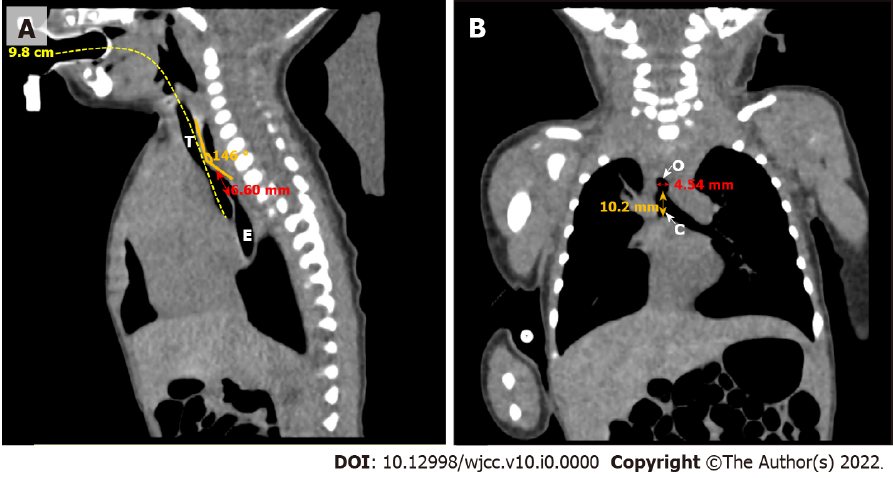 A
9.8 cm
T
146°
6.60 mm
E
B
O
4.54 mm
10.2 mm
C
DOI: 10.12998/wjcc.v10.i0.0000 Copyright ©The Author(s) 2022.